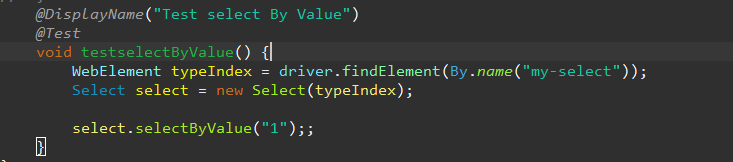 @DisplayName("Test select By Value")
@Test
void testselectByValue() {
WebElement typeIndex = driver.findElement(By.name("my-select"));
Select select = new Select(typeIndex);
select.selectByValue("1");;
}